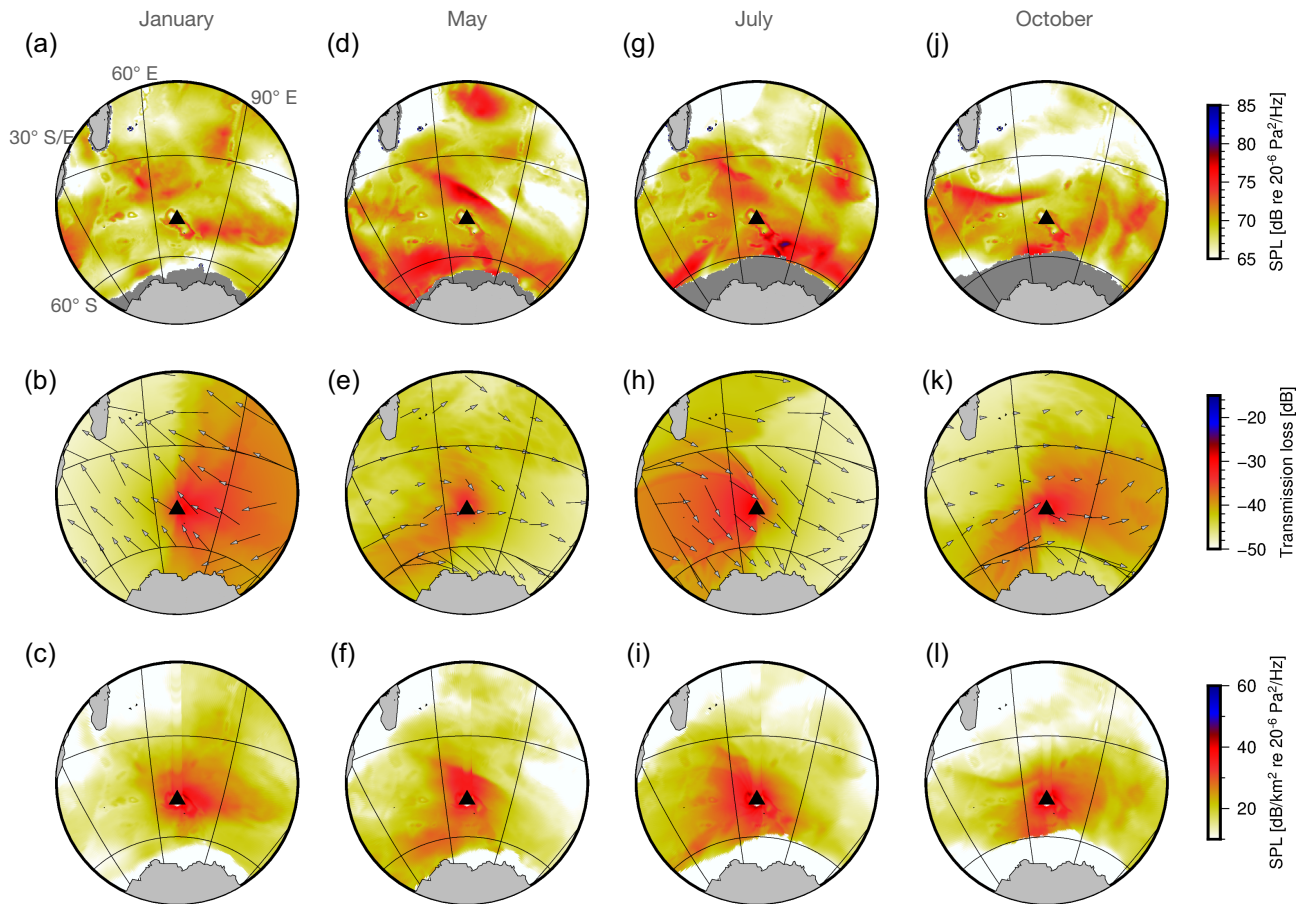 January May July October
(a) (d) (g) (j)
60° E
90° E
30° S/E
60° S
85
80
75
70
65
SPL [dB re 20⁻⁶ Pa²/Hz]
(b) (e) (h) (k)
−20
−30
−40
−50
Transmission loss [dB]
(c) (f) (i) (l)
60
40
20
SPL [dB/km² re 20⁻⁶ Pa²/Hz]